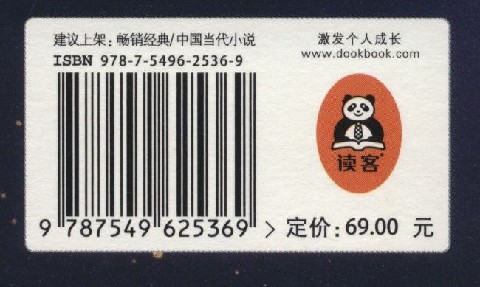 建议上架：畅销经典/中国当代小说
ISBN 978-7-5496-2536-9
激发个人成长
www.dookbook.com
读客
9 787549 625369 >
定价：69.00 元